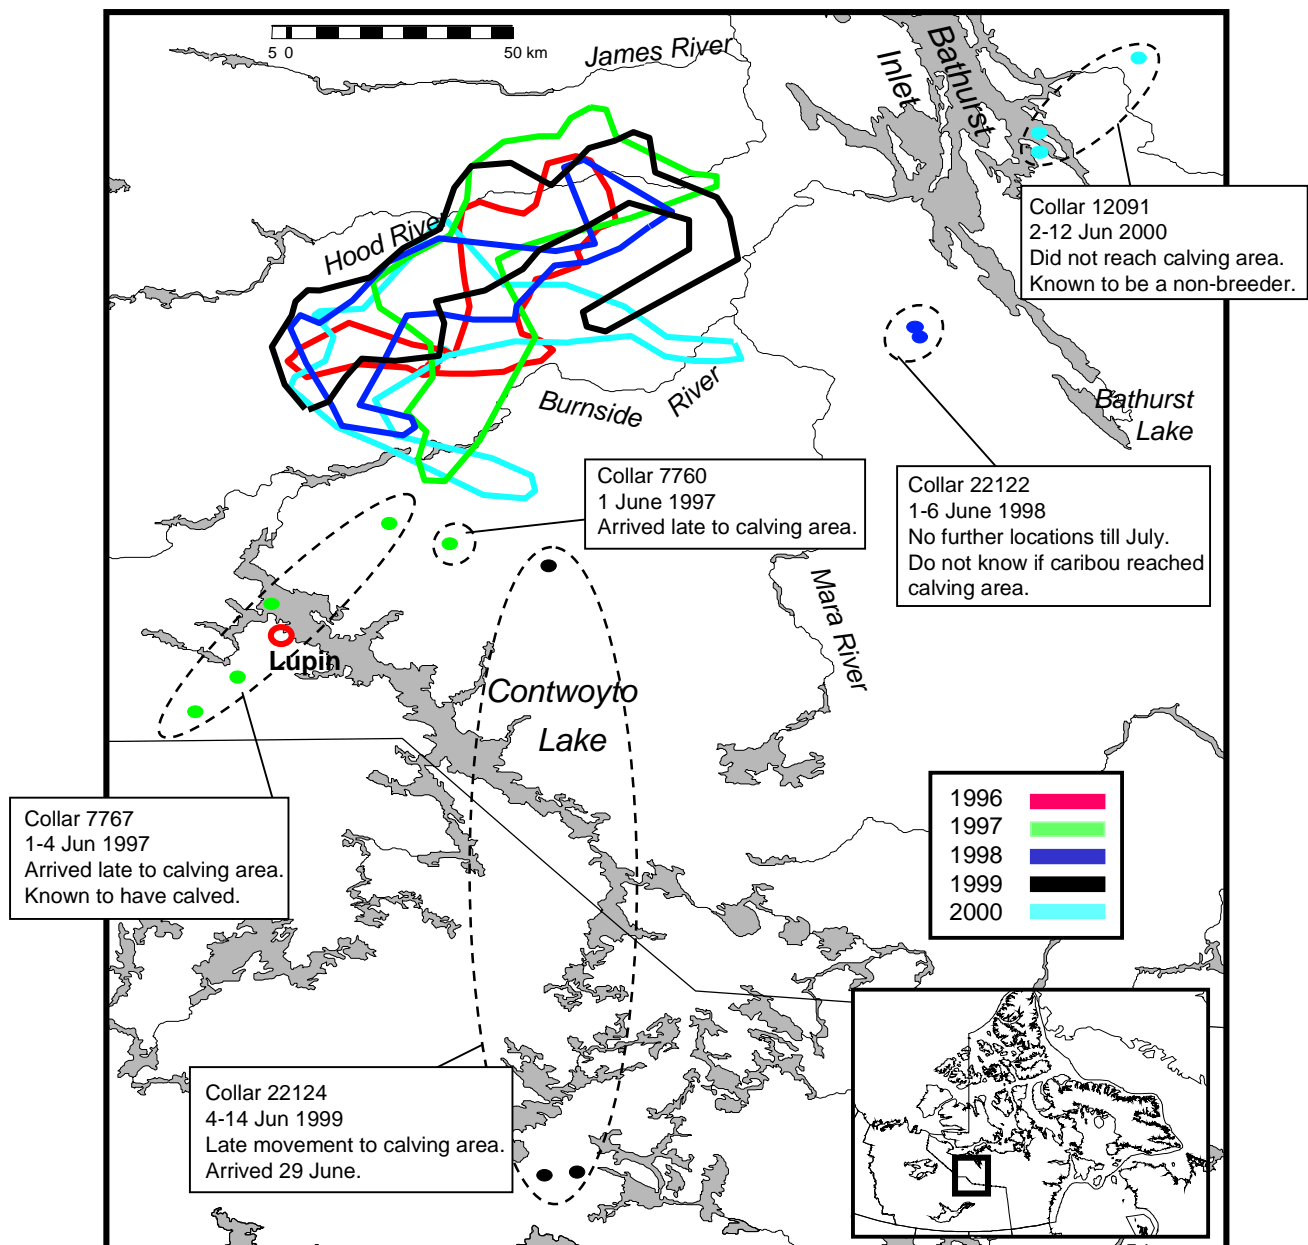 5 0
50 km
James River
Bathurst
Inlet
Hood River
Collar 12091
2-12 Jun 2000
Did not reach calving area.
Known to be a non-breeder.
Burnside
River
Bathurst
Lake
Collar 7760
1 June 1997
Arrived late to calving area.
Collar 22122
1-6 June 1998
No further locations till July.
Do not know if caribou reached
calving area.
Mara River
Lupin
Contwoyto
Lake
Collar 7767
1-4 Jun 1997
Arrived late to calving area.
Known to have calved.
1996
1997
1998
1999
2000
Collar 22124
4-14 Jun 1999
Late movement to calving area.
Arrived 29 June.